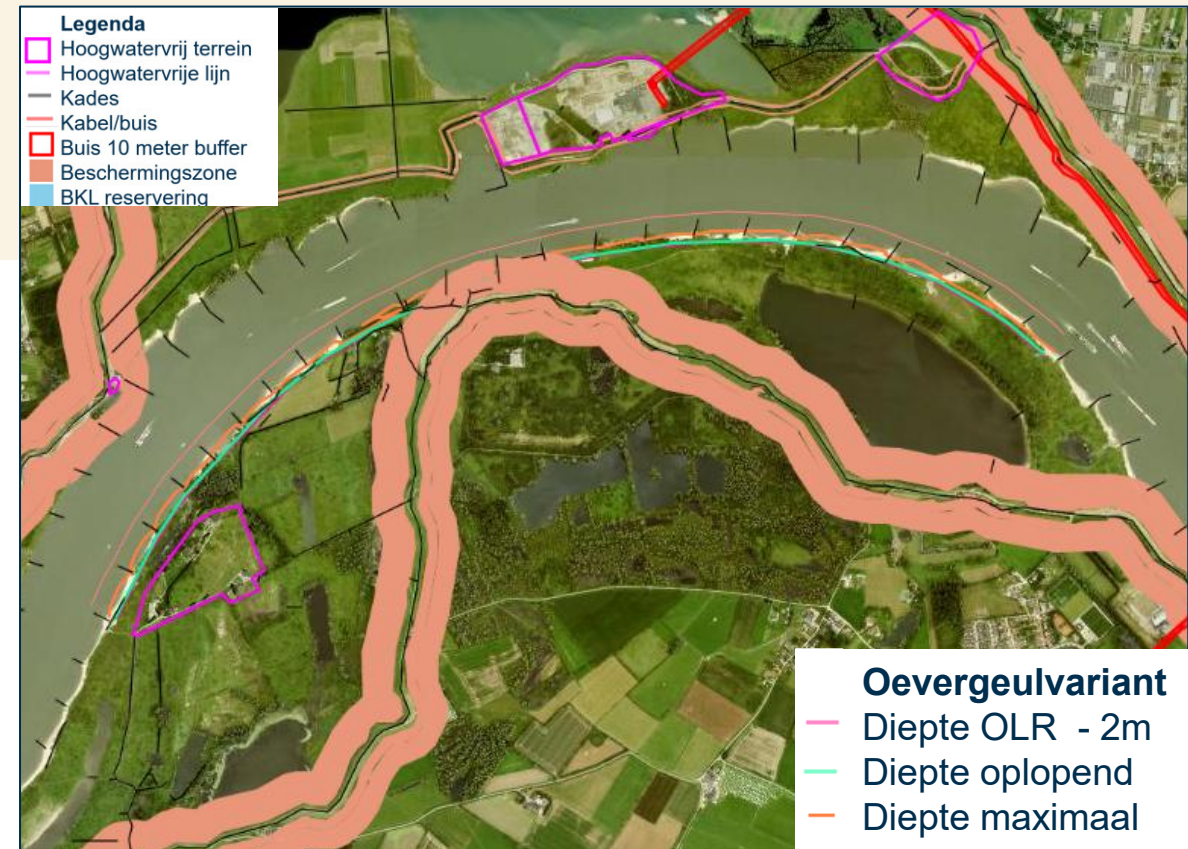 Legenda
Hoogwatervrij terrein
Hoogwatervrije lijn
Kades
Kabel/buis
Buis 10 meter buffer
Beschermingszone
BKL reservering
Oevergeulvariant
Diepte OLR - 2m
Diepte oplopend
Diepte maximaal